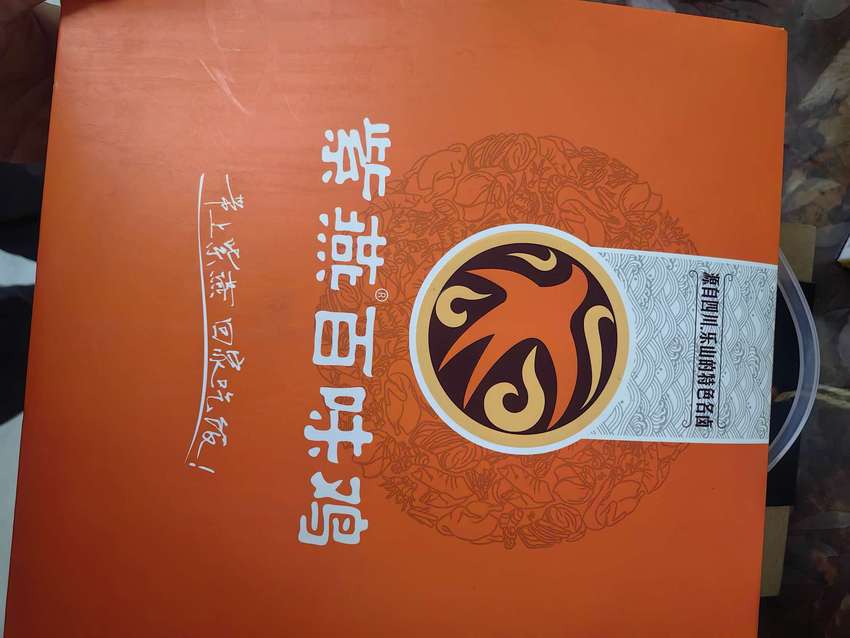 源自四川乐山的特色名卤
紫燕®百味鸡
带上紫燕 回家吃饭！